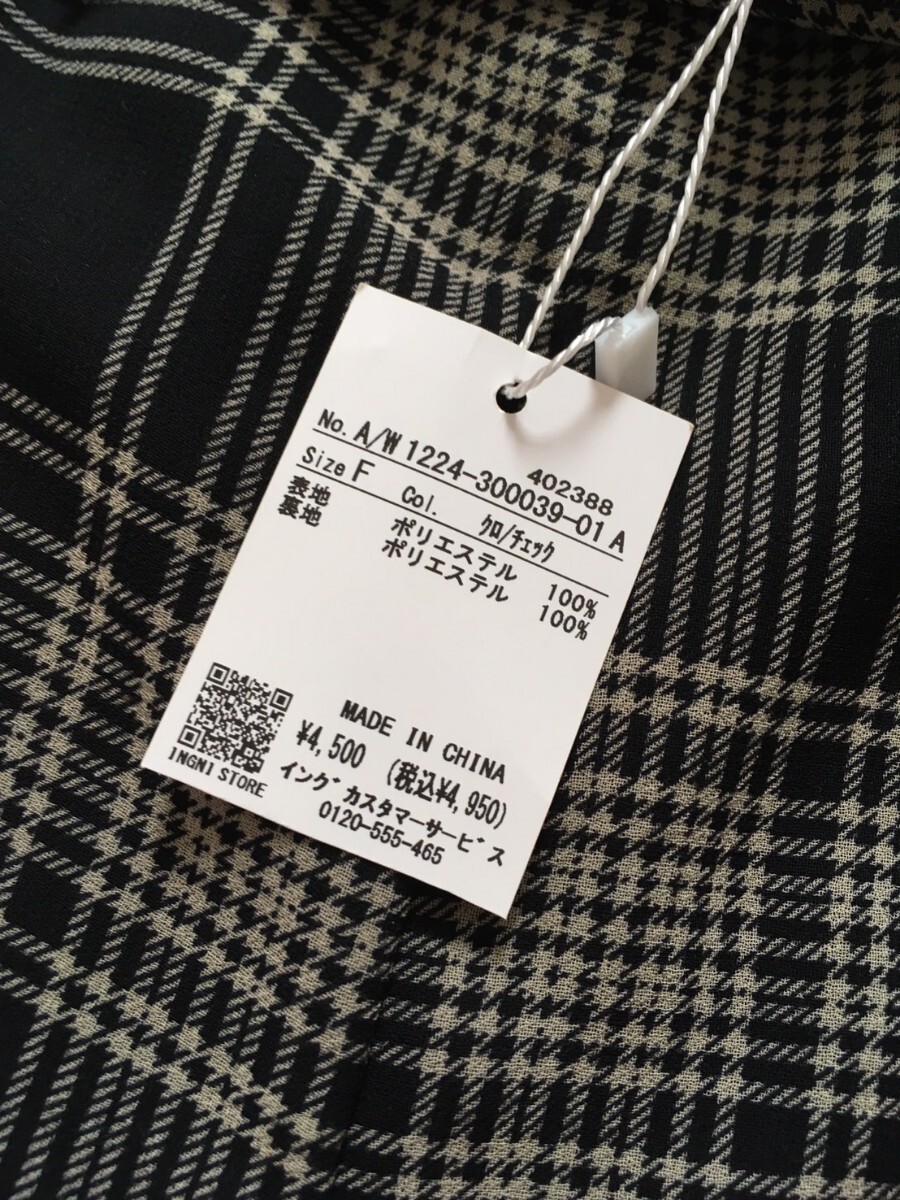 402388
No. A/W 1224-300039-01 A
Size F Col. ｸﾛ/ﾁｪｯｸ
表地 ポリエステル 100%
裏地 ポリエステル 100%
MADE IN CHINA
¥4,500 (税込¥4,950)
イングﾞカスタマーサーヒﾞス
0120-555-465
INGNI STORE